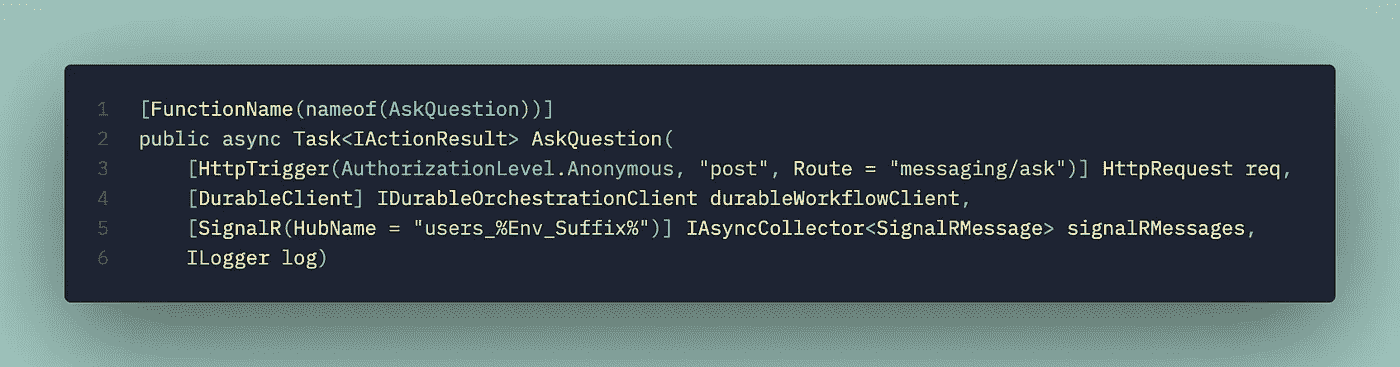 1 [FunctionName(nameof(AskQuestion))]
2 public async Task<IActionResult> AskQuestion(
3 [HttpTrigger(AuthorizationLevel.Anonymous, "post", Route = "messaging/ask")] HttpRequest req,
4 [DurableClient] IDurableOrchestrationClient durableWorkflowClient,
5 [SignalR(HubName = "users_%Env_Suffix%")] IAsyncCollector<SignalRMessage> signalRMessages,
6 ILogger log)